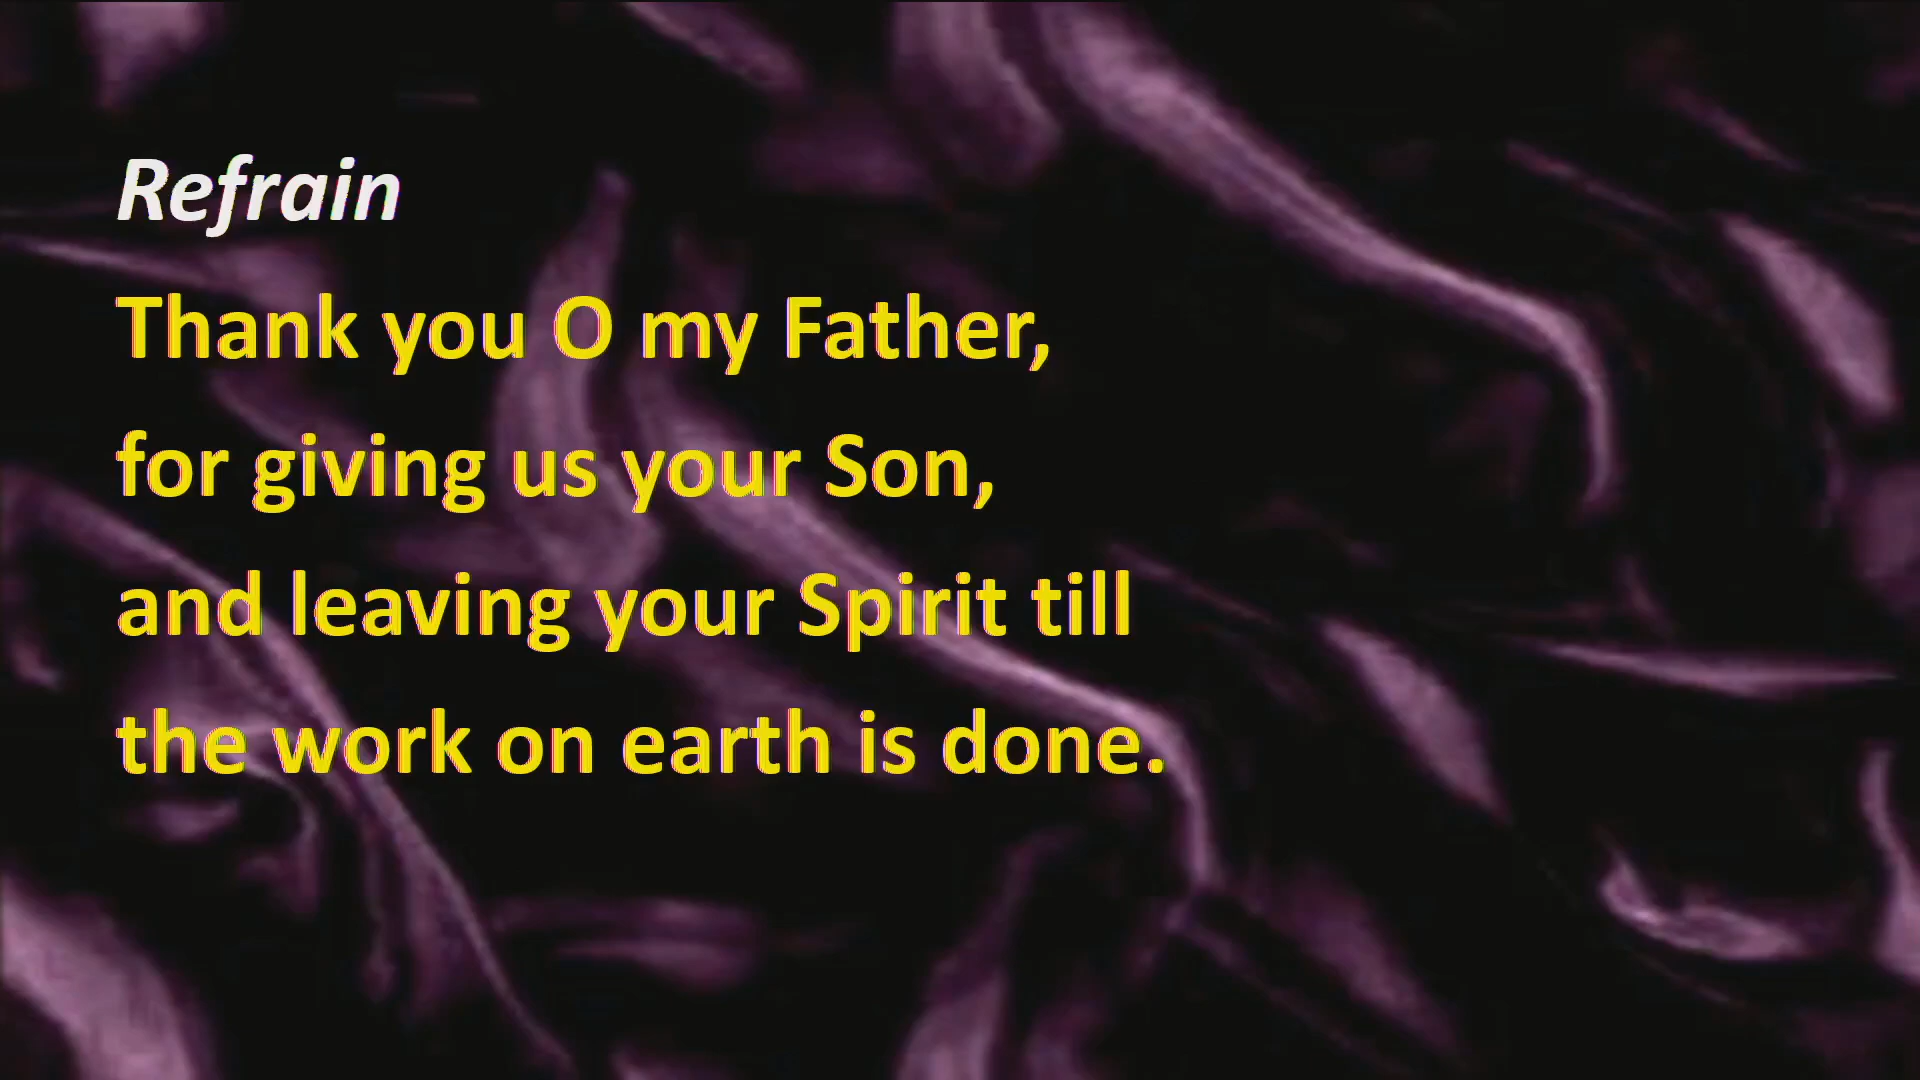 Refrain
Thank you O my Father,
for giving us your Son,
and leaving your Spirit till
the work on earth is done.